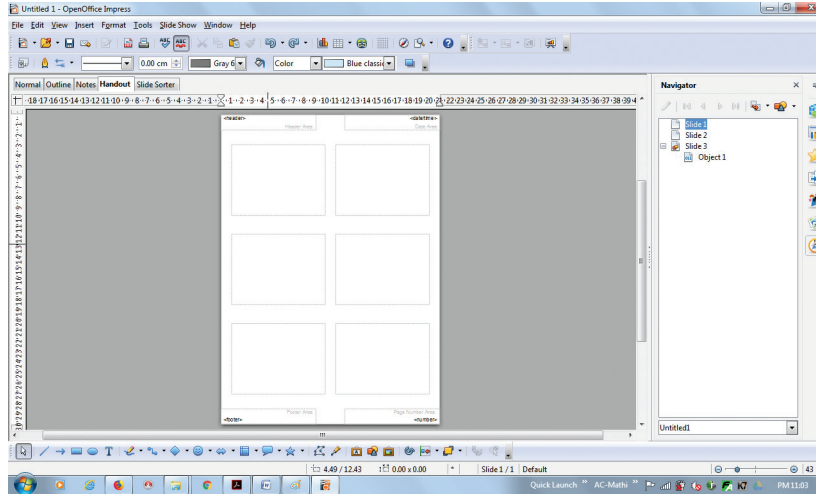 Untitled 1 - OpenOffice Impress
File Edit View Insert Format Tools Slide Show Window Help
0.00 cm Gray 6 Color Blue classic
Normal Outline Notes Handout Slide Sorter
Navigator
<header> <date/time>
Header Area Date Area
Slide 1
Slide 2
Slide 3
Object 1
Footer Area Page Number Area
<footer> <number>
Untitled1
4.49 / 12.43 0.00 x 0.00 * Slide 1 / 1 Default 43
Quick Launch AC-Mathi PM 11:03